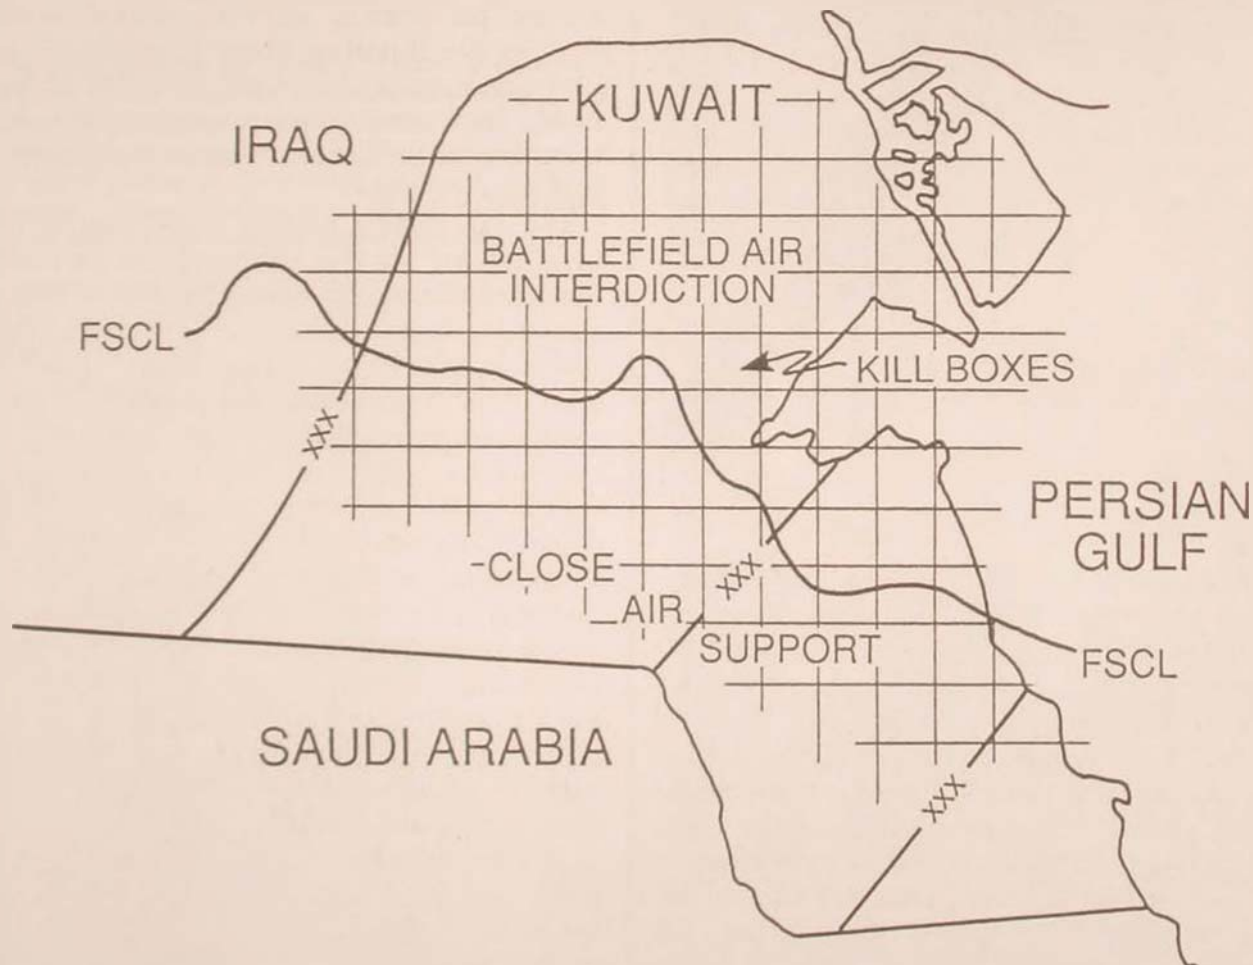 KUWAIT
IRAQ
BATTLEFIELD AIR
INTERDICTION
FSCL
KILL BOXES
XXX
PERSIAN
GULF
CLOSE
XXX
AIR
SUPPORT
FSCL
SAUDI ARABIA
XXX